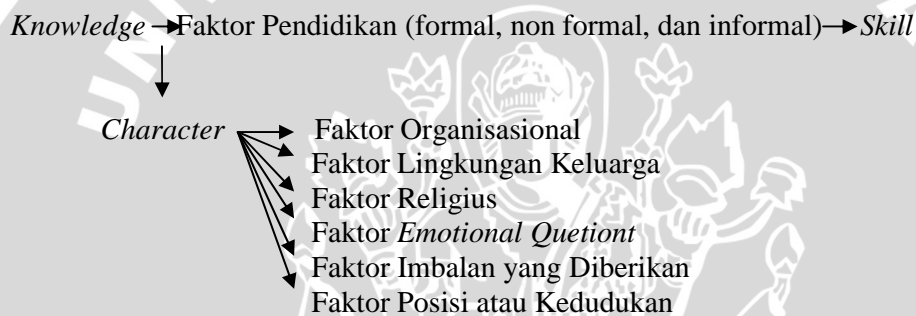 Knowledge Faktor Pendidikan (formal, non formal, dan informal) Skill
Character Faktor Organisasional
Faktor Lingkungan Keluarga
Faktor Religius
Faktor Emotional Quetiont
Faktor Imbalan yang Diberikan
Faktor Posisi atau Kedudukan